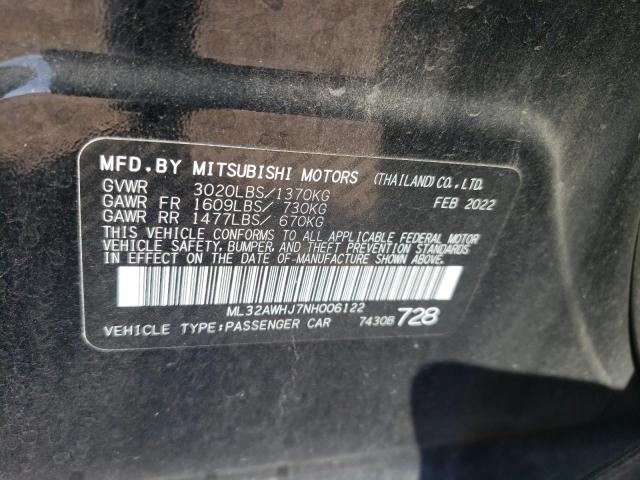 MFD.BY MITSUBISHI MOTORS (THAILAND) CO.,LTD.
GVWR 3020LBS/1370KG FEB 2022
GAWR FR 1609LBS/ 730KG
GAWR RR 1477LBS/ 670KG
THIS VEHICLE CONFORMS TO ALL APPLICABLE FEDERAL MOTOR
VEHICLE SAFETY, BUMPER, AND THEFT PREVENTION STANDARDS
IN EFFECT ON THE DATE OF MANUFACTURE SHOWN ABOVE.
ML32AWHJ7NH006122
VEHICLE TYPE:PASSENGER CAR 7430B 728